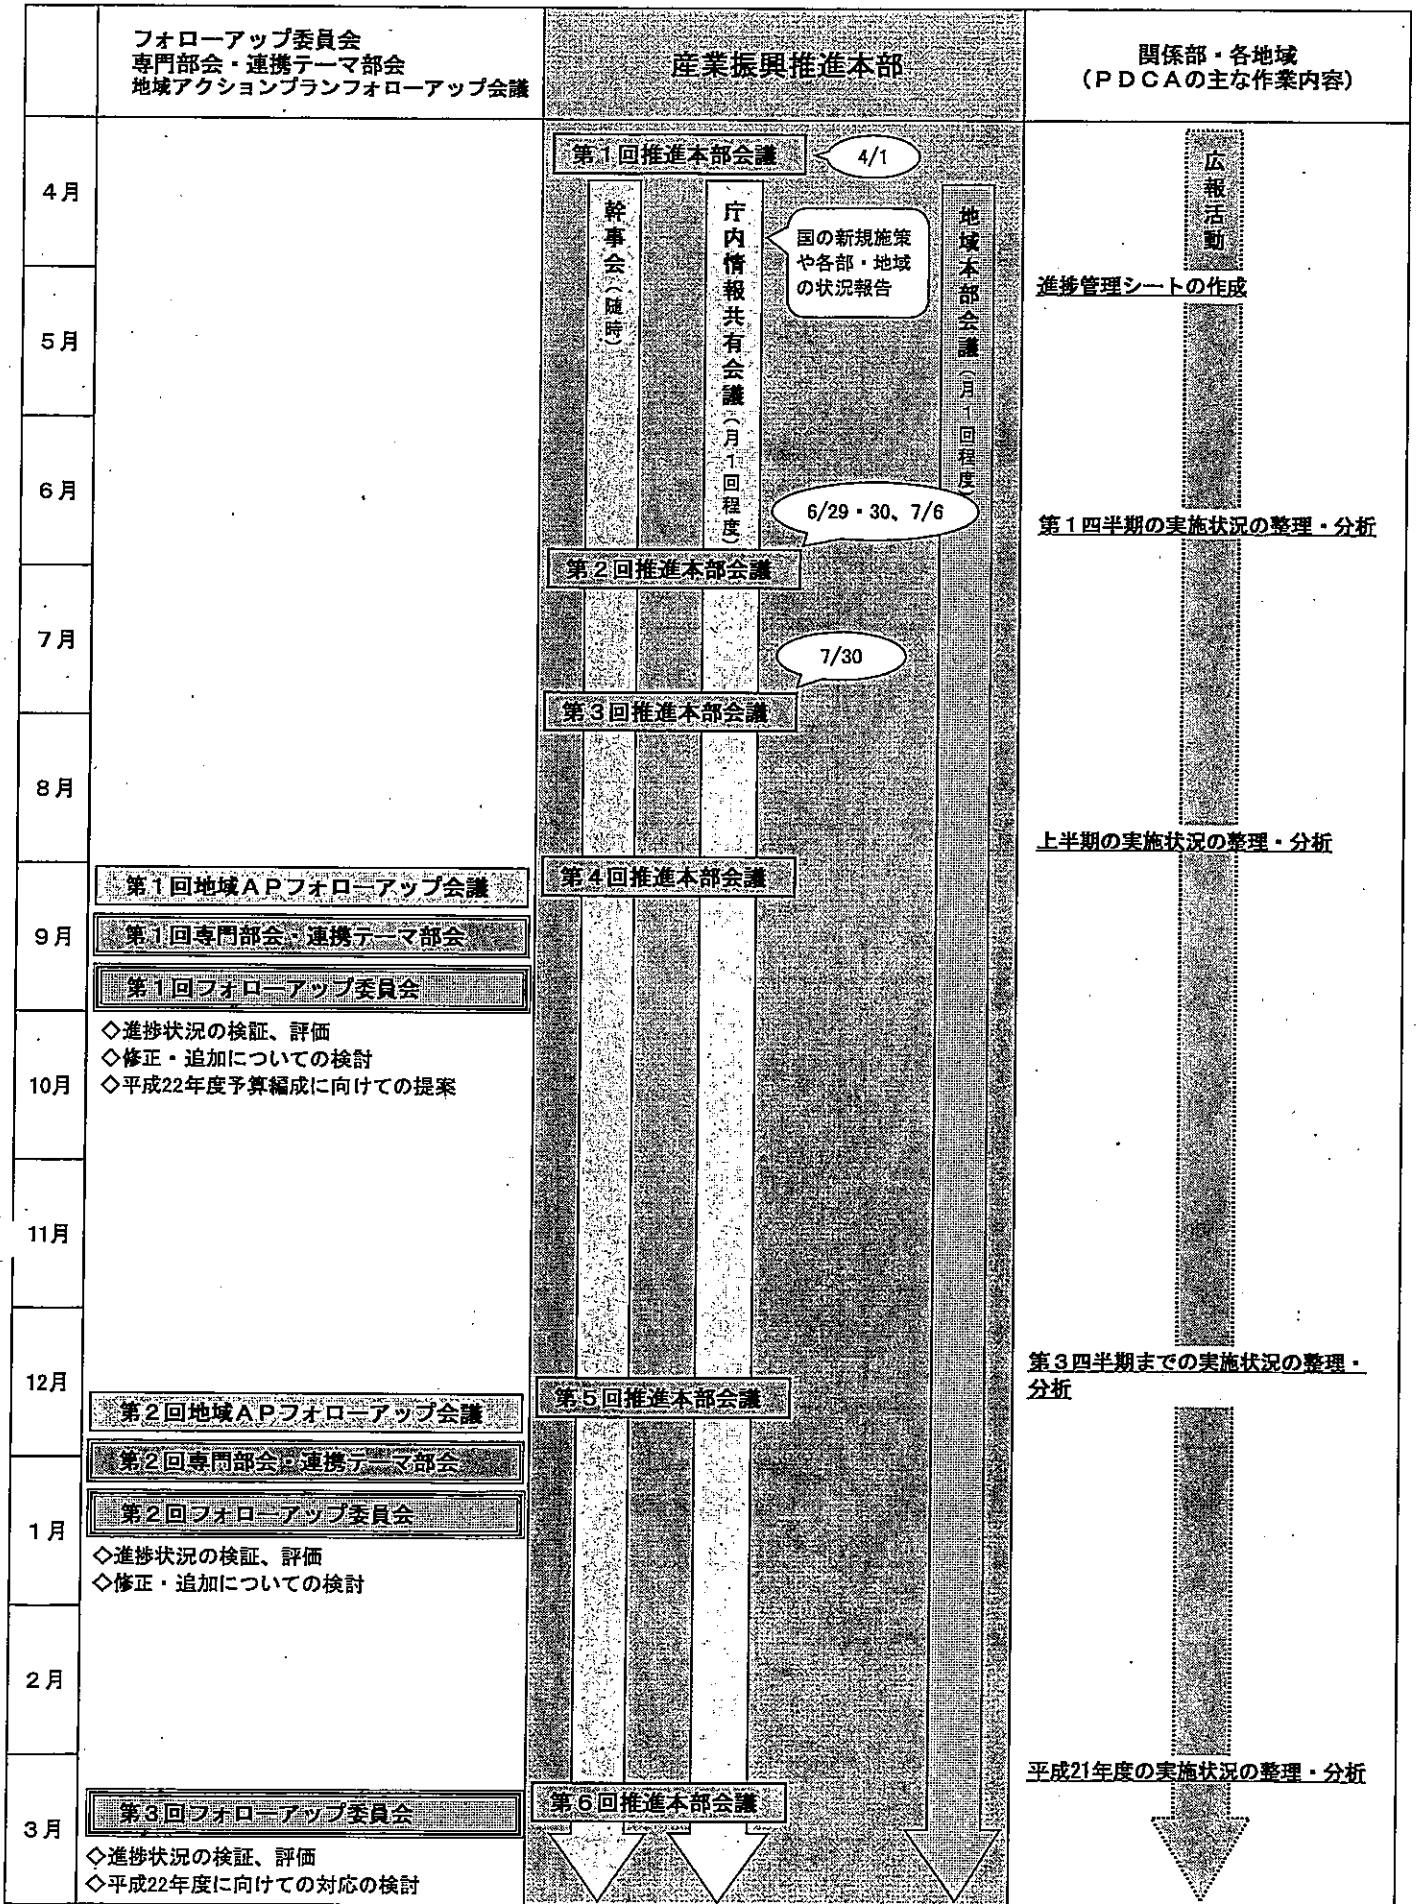 フォローアップ委員会
専門部会・連携テーマ部会
地域アクションプランフォローアップ会議
産業振興推進本部
関係部・各地域
(PDCAの主な作業内容)
4月
5月
6月
7月
8月
9月
10月
11月
12月
1月
2月
3月
第1回地域APフォローアップ会議
第1回専門部会・連携テーマ部会
第1回フォローアップ委員会
◇進捗状況の検証、評価
◇修正・追加についての検討
◇平成22年度予算編成に向けての提案
第2回地域APフォローアップ会議
第2回専門部会・連携テーマ部会
第2回フォローアップ委員会
◇進捗状況の検証、評価
◇修正・追加についての検討
第3回フォローアップ委員会
◇進捗状況の検証、評価
◇平成22年度に向けての対応の検討
第1回推進本部会議
4/1
幹事会(随時)
庁内情報共有会議(月1回程度)
国の新規施策
や各部・地域
の状況報告
地域本部会議(月1回程度)
6/29・30、7/6
第2回推進本部会議
7/30
第3回推進本部会議
第4回推進本部会議
第5回推進本部会議
第6回推進本部会議
広報活動
進捗管理シートの作成
第1四半期の実施状況の整理・分析
上半期の実施状況の整理・分析
第3四半期までの実施状況の整理・
分析
平成21年度の実施状況の整理・分析